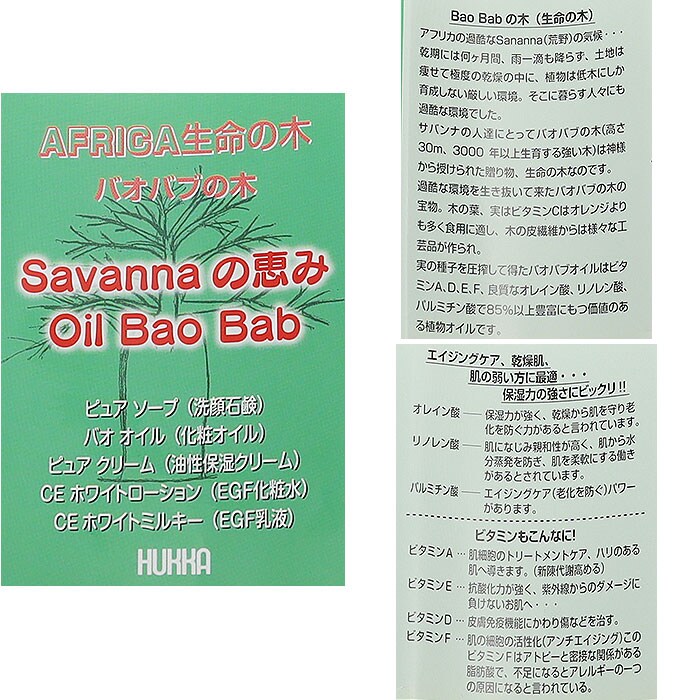 AFRICA生命の木
バオバブの木
Savannaの恵み
Oil Bao Bab
ピュア ソープ（洗顔石鹸）
バオ オイル（化粧オイル）
ピュア クリーム（油性保湿クリーム）
CE ホワイトローション（EGF化粧水）
CE ホワイトミルキー（EGF乳液）
HUKKA
Bao Bab の木（生命の木）
アフリカの過酷なSananna(荒野)の気候・・・
乾期には何ヶ月間、雨一滴も降らず、土地は
痩せて極度の乾燥の中に、植物は低木にしか
育成しない厳しい環境。そこに暮らす人々にも
過酷な環境でした。
サバンナの人達にとってバオバブの木(高さ
30m、3000 年以上生育する強い木)は神様
から授けられた贈り物、生命の木なのです。
過酷な環境を生き抜いて来たバオバブの木の
宝物。木の葉、実はビタミンCはオレンジより
も多く食用に適し、木の皮繊維からは様々な工
芸品が作られ。
実の種子を圧搾して得たバオバブオイルはビタ
ミンA、D、E、F、良質なオレイン酸、リノレン酸、
パルミチン酸で85%以上豊富にもつ価値のあ
る植物オイルです。
エイジングケア、乾燥肌、
肌の弱い方に最適・・・
保湿力の強さにビックリ!!
オレイン酸 ── 保湿力が強く、乾燥から肌を守り老
化を防ぐ力があると言われています。
リノレン酸 ── 肌になじみ親和性が高く、肌から水
分蒸発を防ぎ、肌を柔軟にする働き
があるとされています。
パルミチン酸 ── エイジングケア(老化を防ぐ)パワー
があります。
ビタミンもこんなに!
ビタミンA … 肌細胞のトリートメントケア、ハリのある
肌へ導きます。(新陳代謝高める)
ビタミンE … 抗酸化力が強く、紫外線からのダメージに
負けないお肌へ・・・
ビタミンD … 皮膚免疫機能にかわり傷などを治す。
ビタミンF … 肌の細胞の活性化(アンチエイジング)この
ビタミンFはアトピーと密接な関係がある
脂肪酸で、不足になるとアレルギーの一つ
の原因になると言われている。